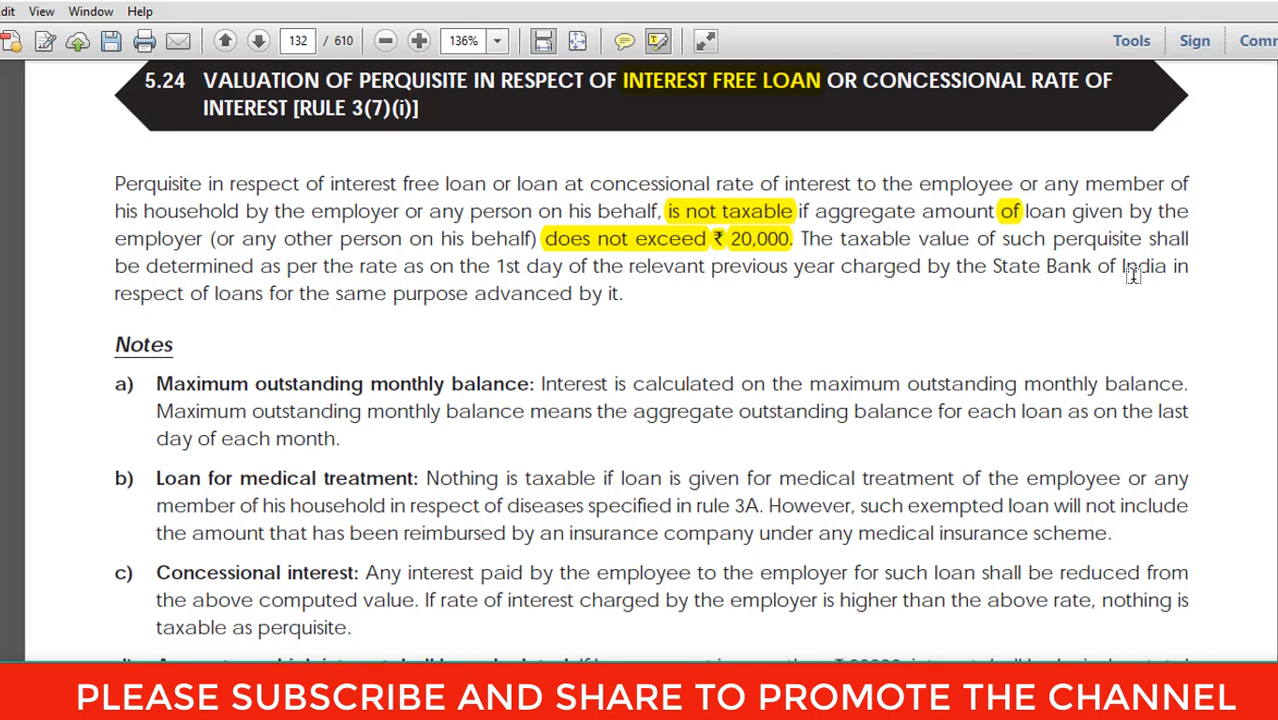 dit View Window Help
132 / 610 136% Tools Sign Comm
5.24 VALUATION OF PERQUISITE IN RESPECT OF INTEREST FREE LOAN OR CONCESSIONAL RATE OF
INTEREST [RULE 3(7)(i)]
Perquisite in respect of interest free loan or loan at concessional rate of interest to the employee or any member of
his household by the employer or any person on his behalf, is not taxable if aggregate amount of loan given by the
employer (or any other person on his behalf) does not exceed ₹ 20,000. The taxable value of such perquisite shall
be determined as per the rate as on the 1st day of the relevant previous year charged by the State Bank of India in
respect of loans for the same purpose advanced by it.
Notes
a) Maximum outstanding monthly balance: Interest is calculated on the maximum outstanding monthly balance.
Maximum outstanding monthly balance means the aggregate outstanding balance for each loan as on the last
day of each month.
b) Loan for medical treatment: Nothing is taxable if loan is given for medical treatment of the employee or any
member of his household in respect of diseases specified in rule 3A. However, such exempted loan will not include
the amount that has been reimbursed by an insurance company under any medical insurance scheme.
c) Concessional interest: Any interest paid by the employee to the employer for such loan shall be reduced from
the above computed value. If rate of interest charged by the employer is higher than the above rate, nothing is
taxable as perquisite.
PLEASE SUBSCRIBE AND SHARE TO PROMOTE THE CHANNEL